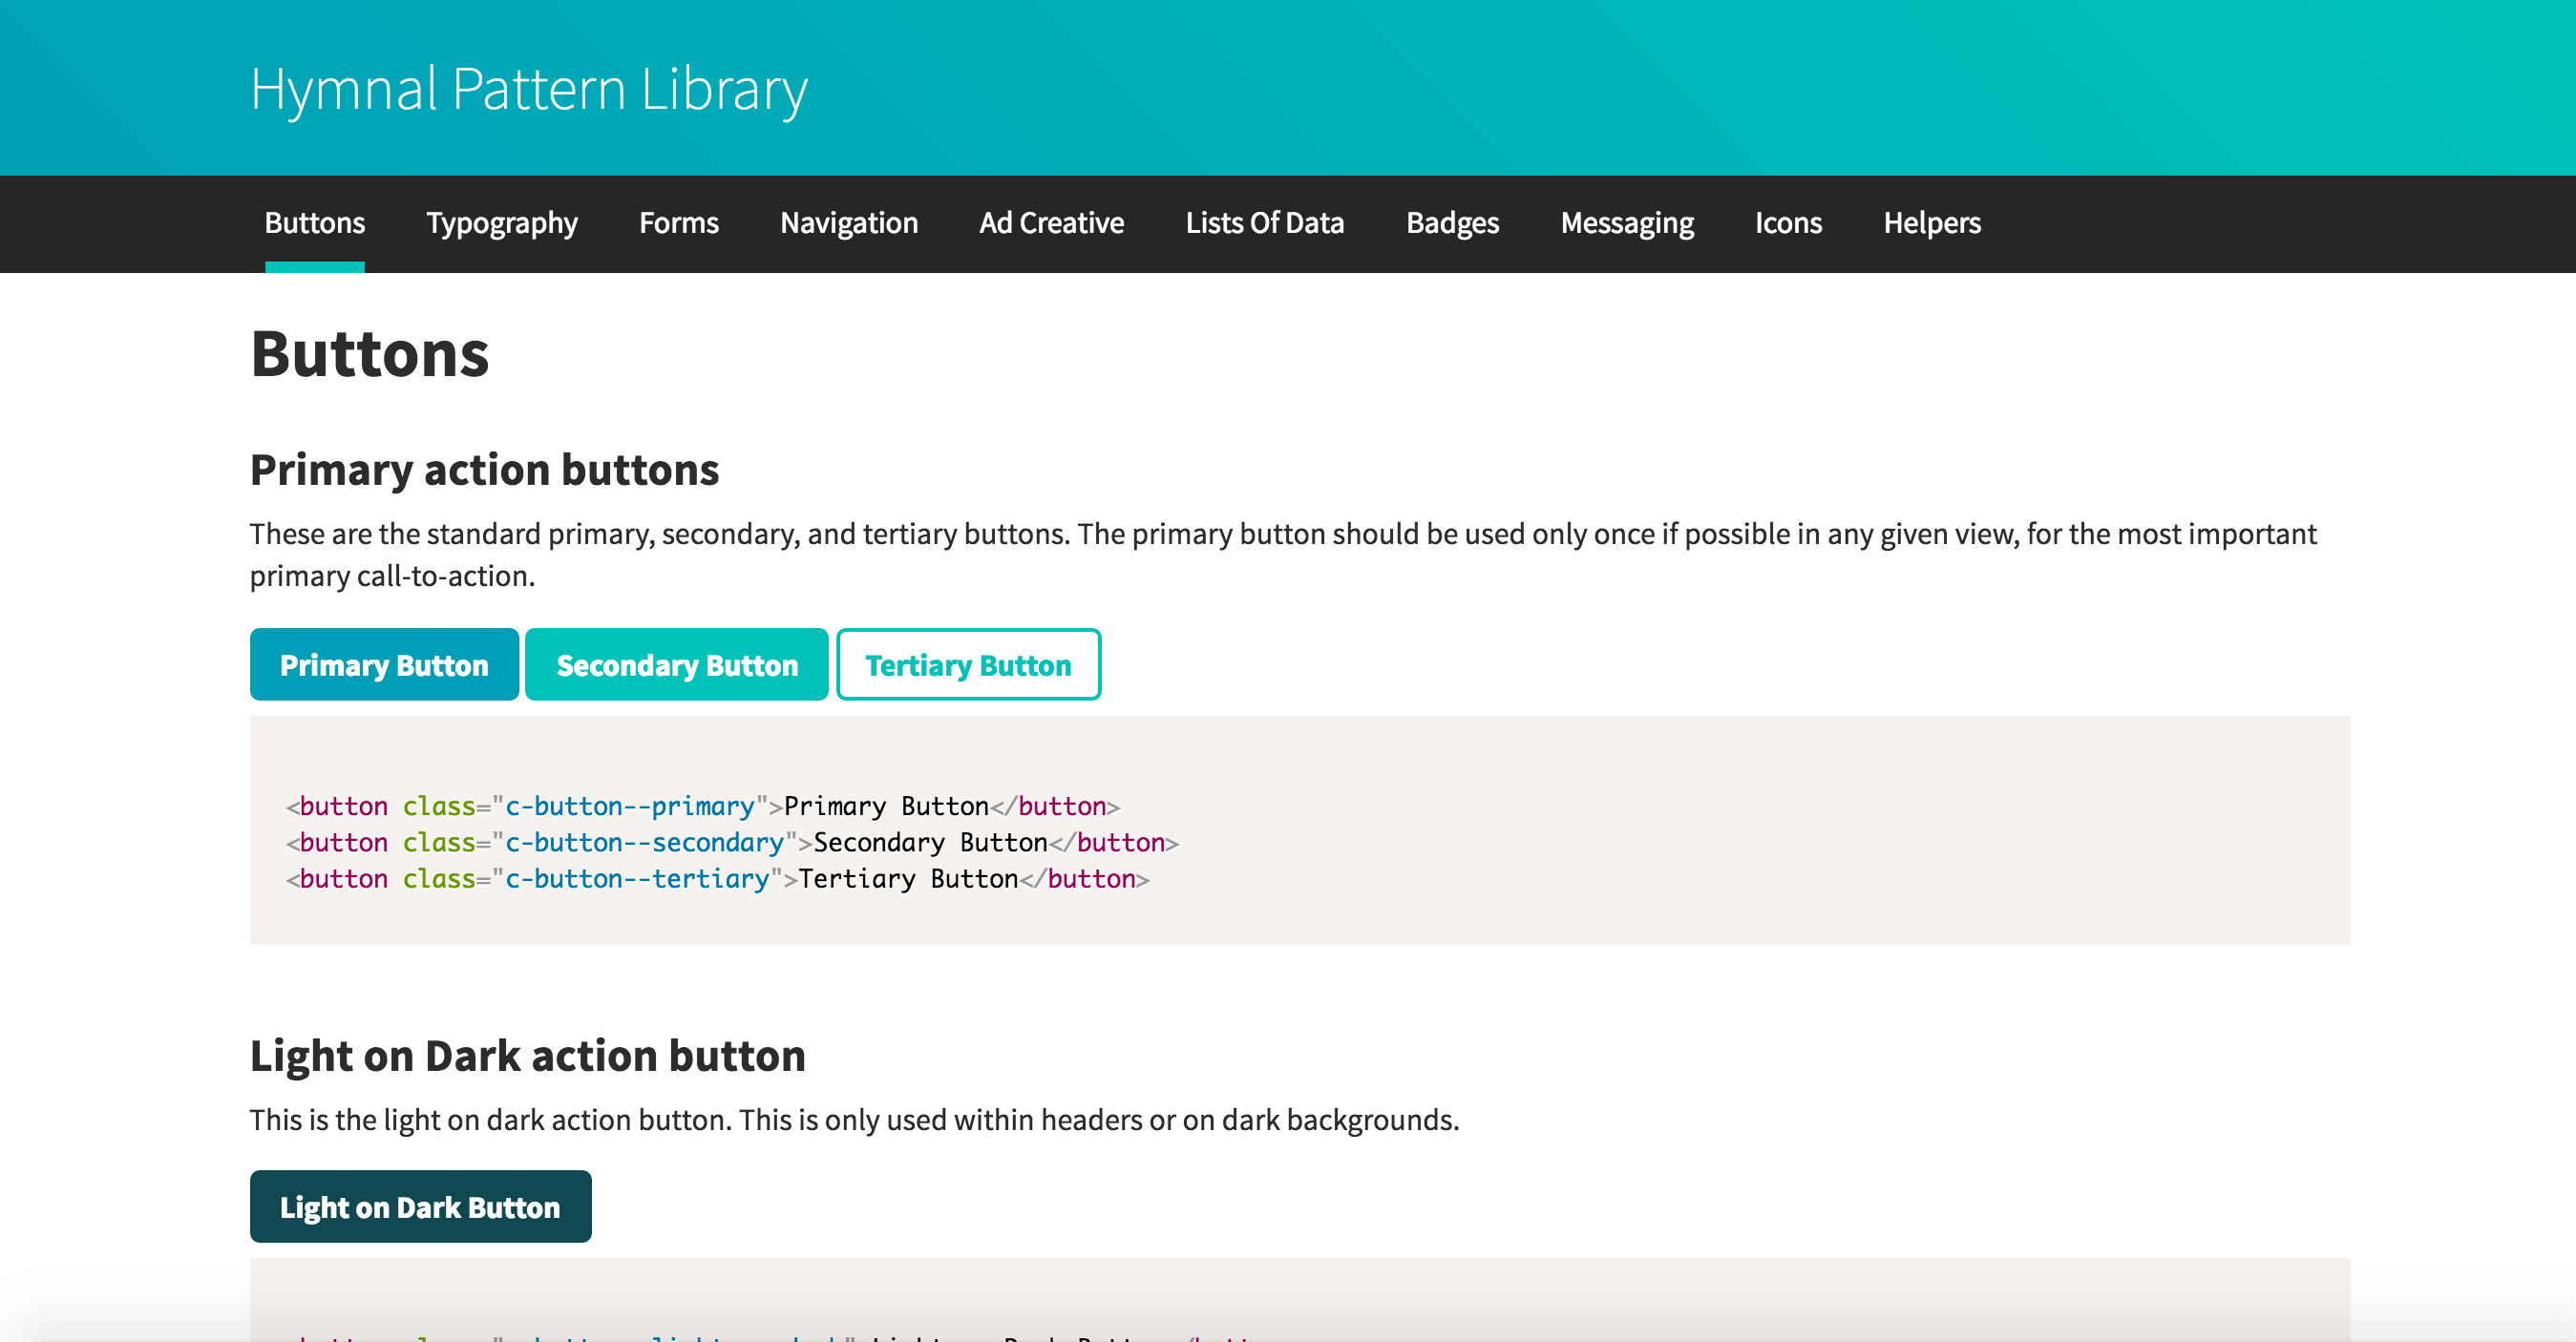 Hymnal Pattern Library
Buttons Typography Forms Navigation Ad Creative Lists Of Data Badges Messaging Icons Helpers
Buttons
Primary action buttons
These are the standard primary, secondary, and tertiary buttons. The primary button should be used only once if possible in any given view, for the most important
primary call-to-action.
Primary Button Secondary Button Tertiary Button
<button class="c-button--primary">Primary Button</button>
<button class="c-button--secondary">Secondary Button</button>
<button class="c-button--tertiary">Tertiary Button</button>
Light on Dark action button
This is the light on dark action button. This is only used within headers or on dark backgrounds.
Light on Dark Button